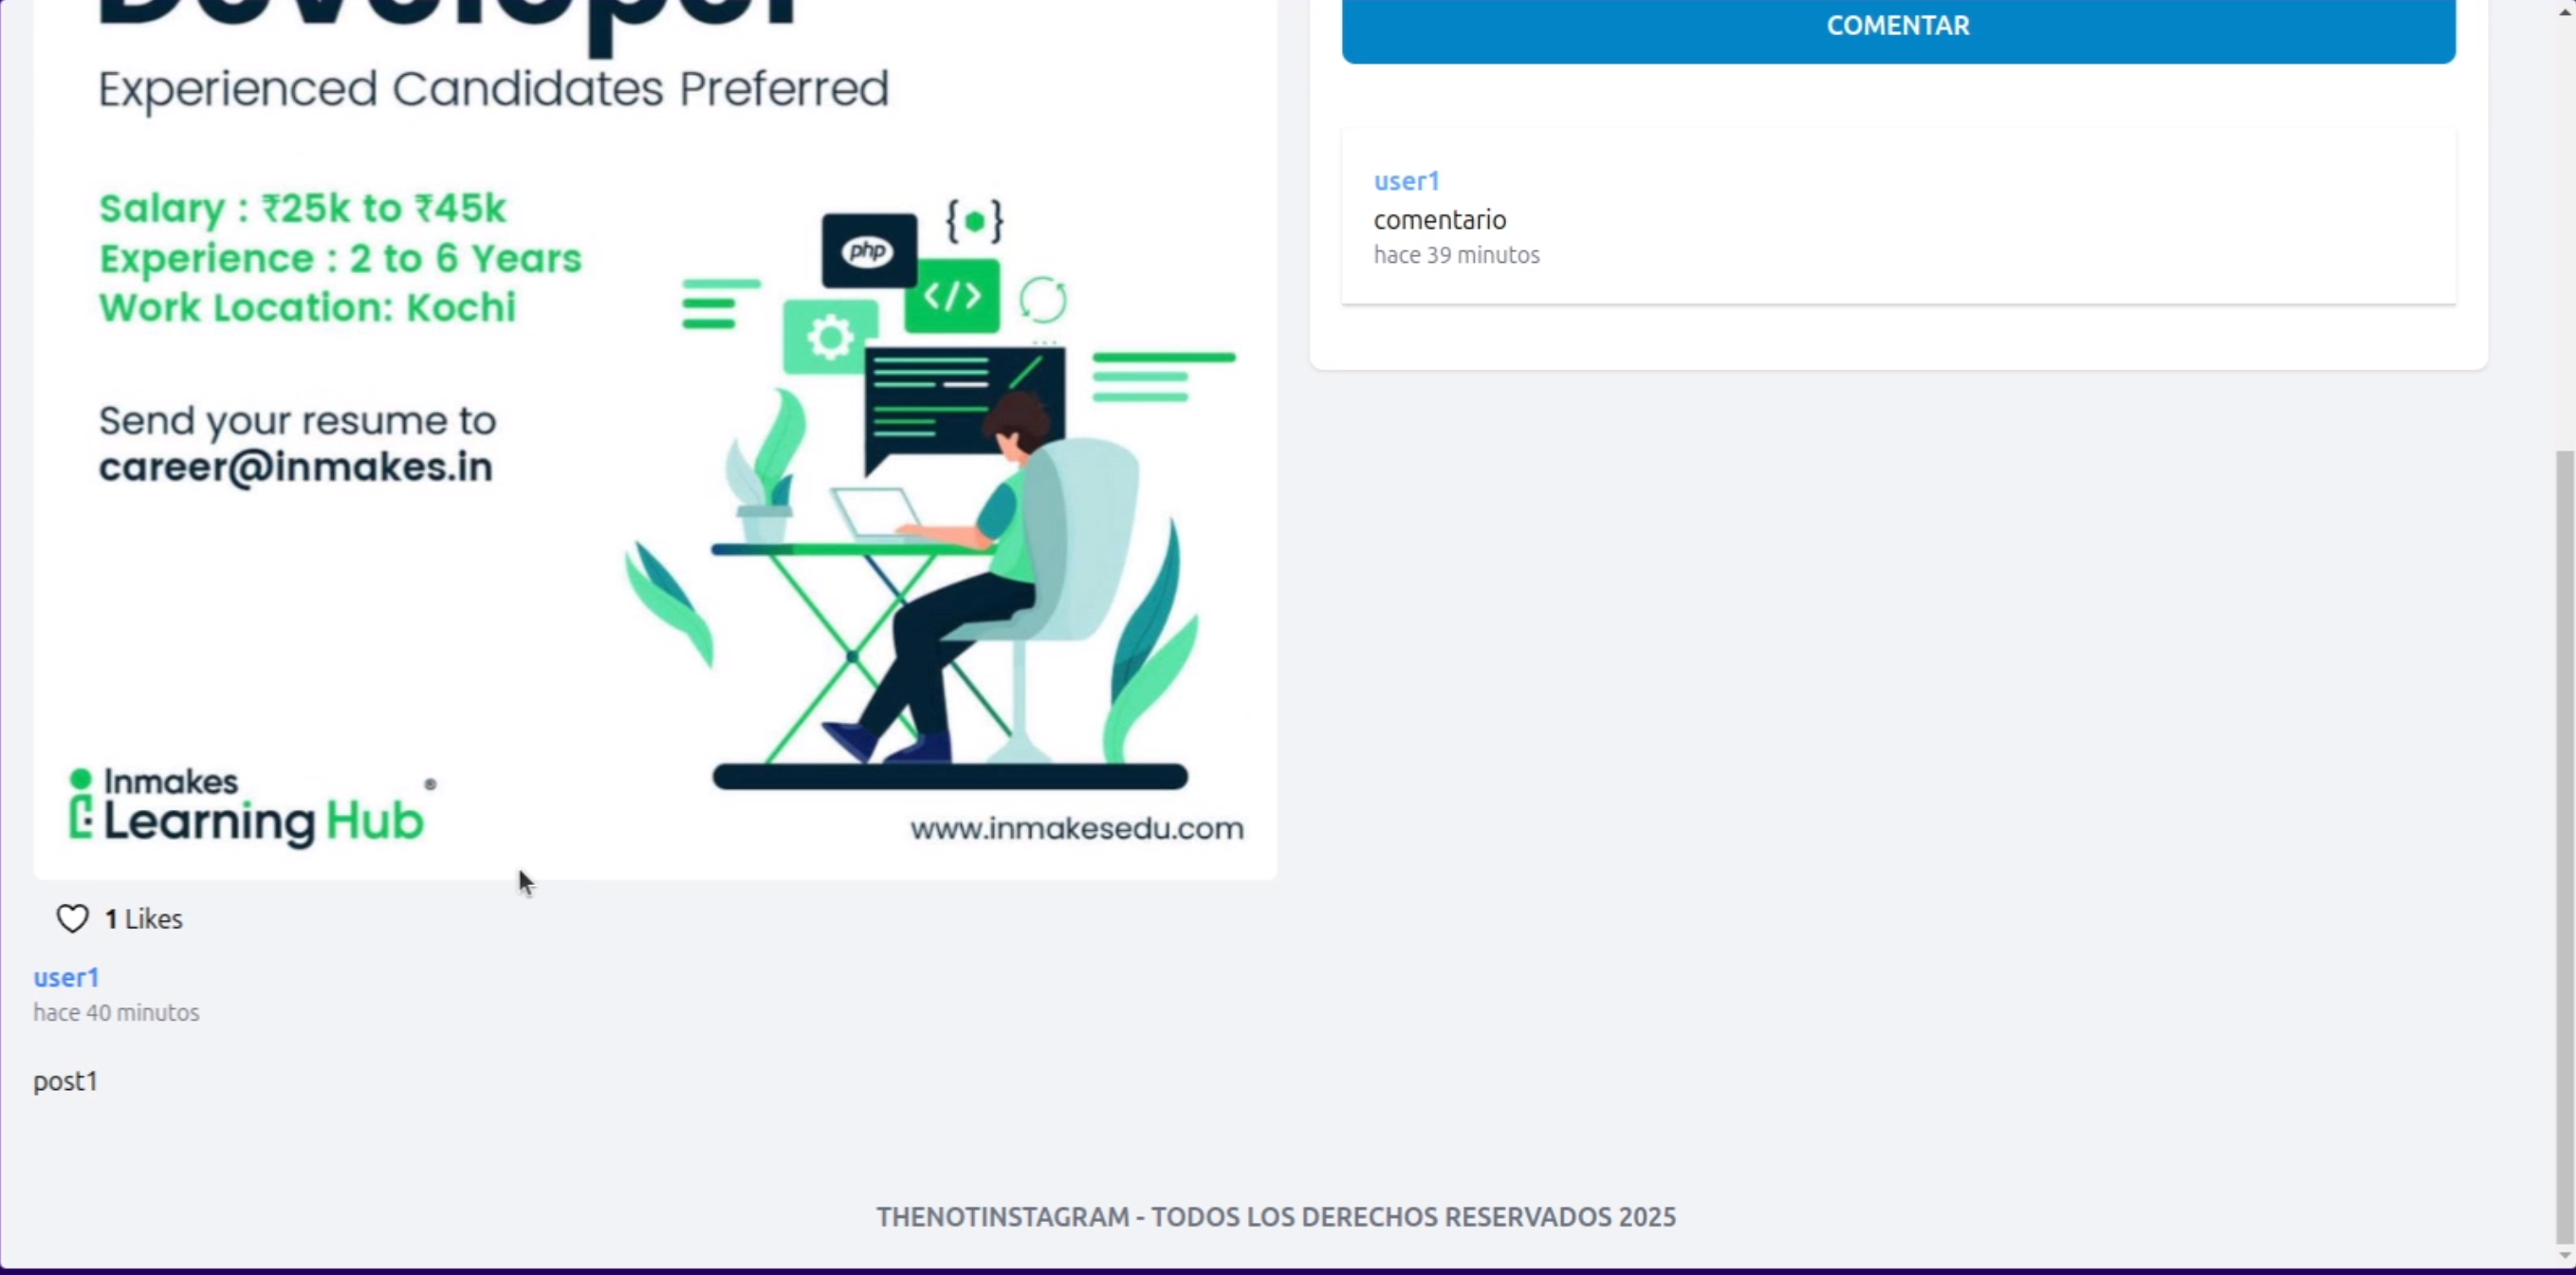 Developer
Experienced Candidates Preferred
Salary : ₹25k to ₹45k
Experience : 2 to 6 Years
Work Location: Kochi
Send your resume to
career@inmakes.in
php
{ }
</>
Inmakes
Learning Hub®
www.inmakesedu.com
1 Likes
user1
hace 40 minutos
post1
COMENTAR
user1
comentario
hace 39 minutos
THENOTINSTAGRAM - TODOS LOS DERECHOS RESERVADOS 2025